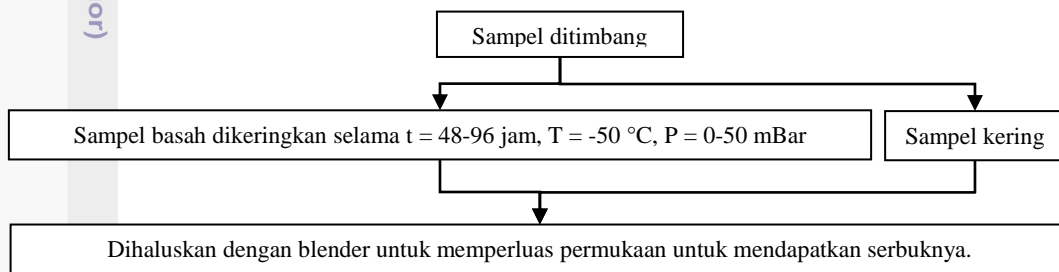 or)
Sampel ditimbang
Sampel basah dikeringkan selama t = 48-96 jam, T = -50 °C, P = 0-50 mBar
Sampel kering
Dihaluskan dengan blender untuk memperluas permukaan untuk mendapatkan serbuknya.